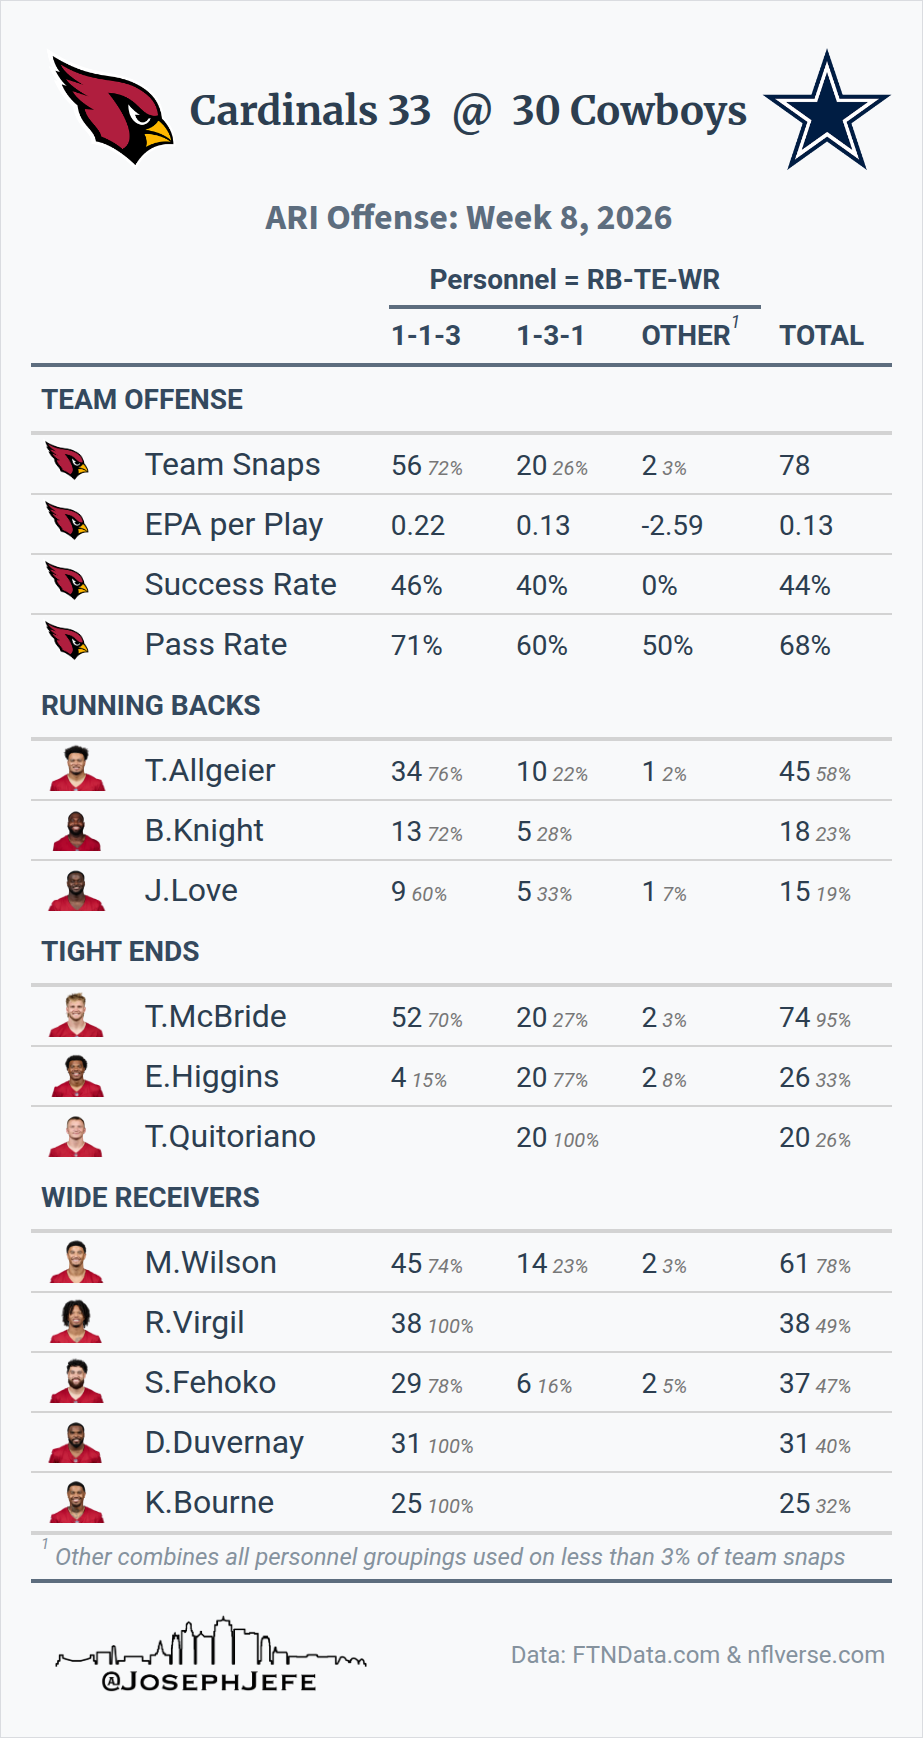 Cardinals 33 @ 30 Cowboys
ARI Offense: Week 8, 2026
Personnel = RB-TE-WR
1-1-3 1-3-1 OTHER1 TOTAL
TEAM OFFENSE
Team Snaps 56 72% 20 26% 2 3% 78
EPA per Play 0.22 0.13 -2.59 0.13
Success Rate 46% 40% 0% 44%
Pass Rate 71% 60% 50% 68%
RUNNING BACKS
T.Allgeier 34 76% 10 22% 1 2% 45 58%
B.Knight 13 72% 5 28% 18 23%
J.Love 9 60% 5 33% 1 7% 15 19%
TIGHT ENDS
T.McBride 52 70% 20 27% 2 3% 74 95%
E.Higgins 4 15% 20 77% 2 8% 26 33%
T.Quitoriano 20 100% 20 26%
WIDE RECEIVERS
M.Wilson 45 74% 14 23% 2 3% 61 78%
R.Virgil 38 100% 38 49%
S.Fehoko 29 78% 6 16% 2 5% 37 47%
D.Duvernay 31 100% 31 40%
K.Bourne 25 100% 25 32%
1 Other combines all personnel groupings used on less than 3% of team snaps
@JOSEPHJEFE
Data: FTNData.com & nflverse.com